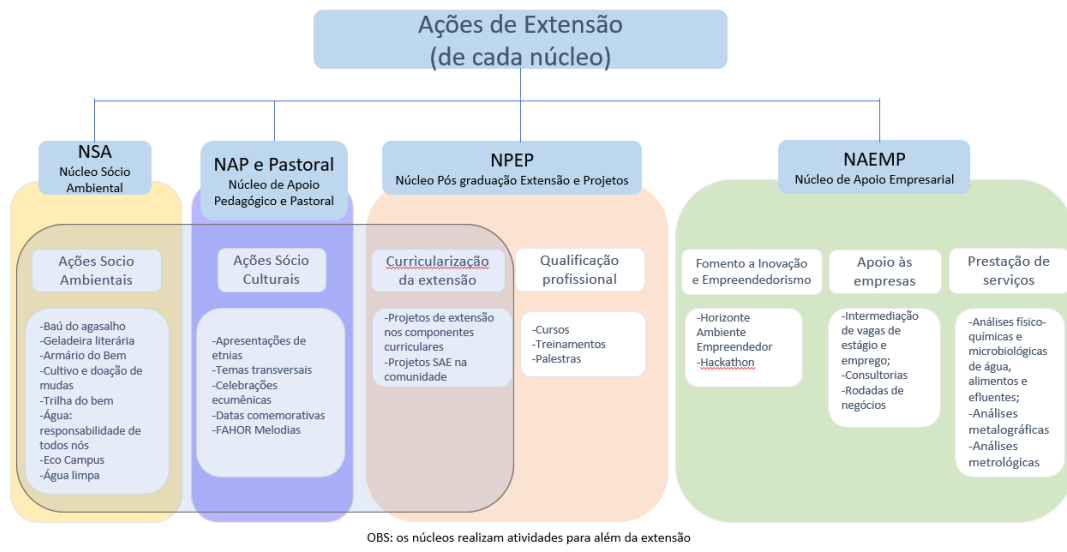 Ações de Extensão
(de cada núcleo)
NSA
Núcleo Sócio
Ambiental
NAP e Pastoral
Núcleo de Apoio
Pedagógico e Pastoral
NPEP
Núcleo Pós graduação Extensão e Projetos
NAEMP
Núcleo de Apoio Empresarial
Ações Socio
Ambientais
-Baú do agasalho
-Geladeira literária
-Armário do Bem
-Cultivo e doação de
mudas
-Trilha do bem
-Água:
responsabilidade de
todos nós
-Eco Campus
-Água limpa
Ações Sócio
Culturais
-Apresentações de
etnias
-Temas transversais
-Celebrações
ecumênicas
-Datas comemorativas
-FAHOR Melodias
Curricularização
da extensão
-Projetos de extensão
nos componentes
curriculares
-Projetos SAE na
comunidade
Qualificação
profissional
-Cursos
-Treinamentos
-Palestras
Fomento a Inovação
e Empreendedorismo
-Horizonte
Ambiente
Empreendedor
-Hackathon
Apoio às
empresas
-Intermediação
de vagas de
estágio e
emprego;
-Consultorias
-Rodadas de
negócios
Prestação de
serviços
-Análises físico-
químicas e
microbiológicas
de água,
alimentos e
efluentes;
-Análises
metalográficas
-Análises
metrológicas
OBS: os núcleos realizam atividades para além da extensão